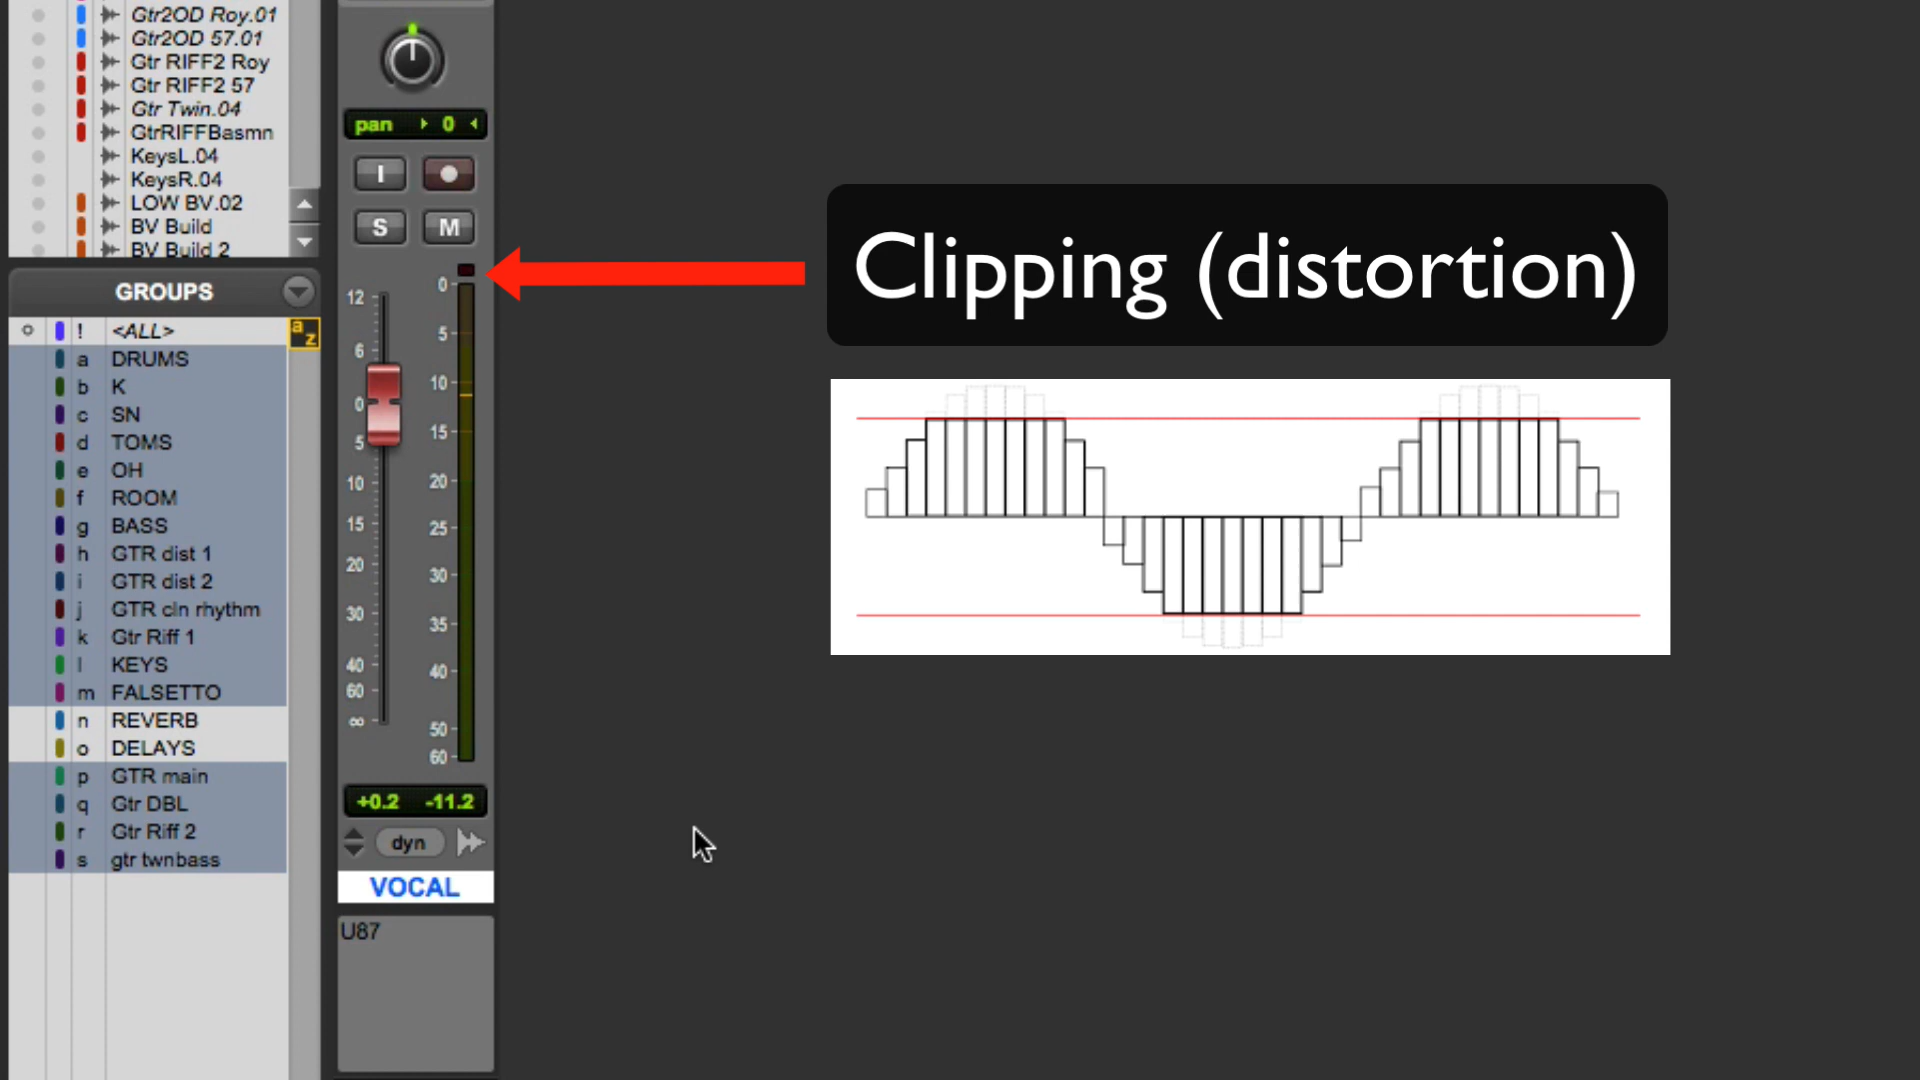 Gtr2OD Roy.01
Gtr2OD 57.01
Gtr RIFF2 Roy
Gtr RIFF2 57
Gtr Twin.04
GtrRIFFBasmn
KeysL.04
KeysR.04
LOW BV.02
BV Build
BV Build 2
GROUPS
! <ALL>
a z
a DRUMS
b K
c SN
d TOMS
e OH
f ROOM
g BASS
h GTR dist 1
i GTR dist 2
j GTR cln rhythm
k Gtr Riff 1
l KEYS
m FALSETTO
n REVERB
o DELAYS
p GTR main
q Gtr DBL
r Gtr Riff 2
s gtr twnbass
pan 0
I
S M
12
6
0
5
10
15
20
30
40
60
∞
0
5
10
15
20
25
30
35
40
50
60
+0.2 -11.2
dyn
VOCAL
U87
Clipping (distortion)